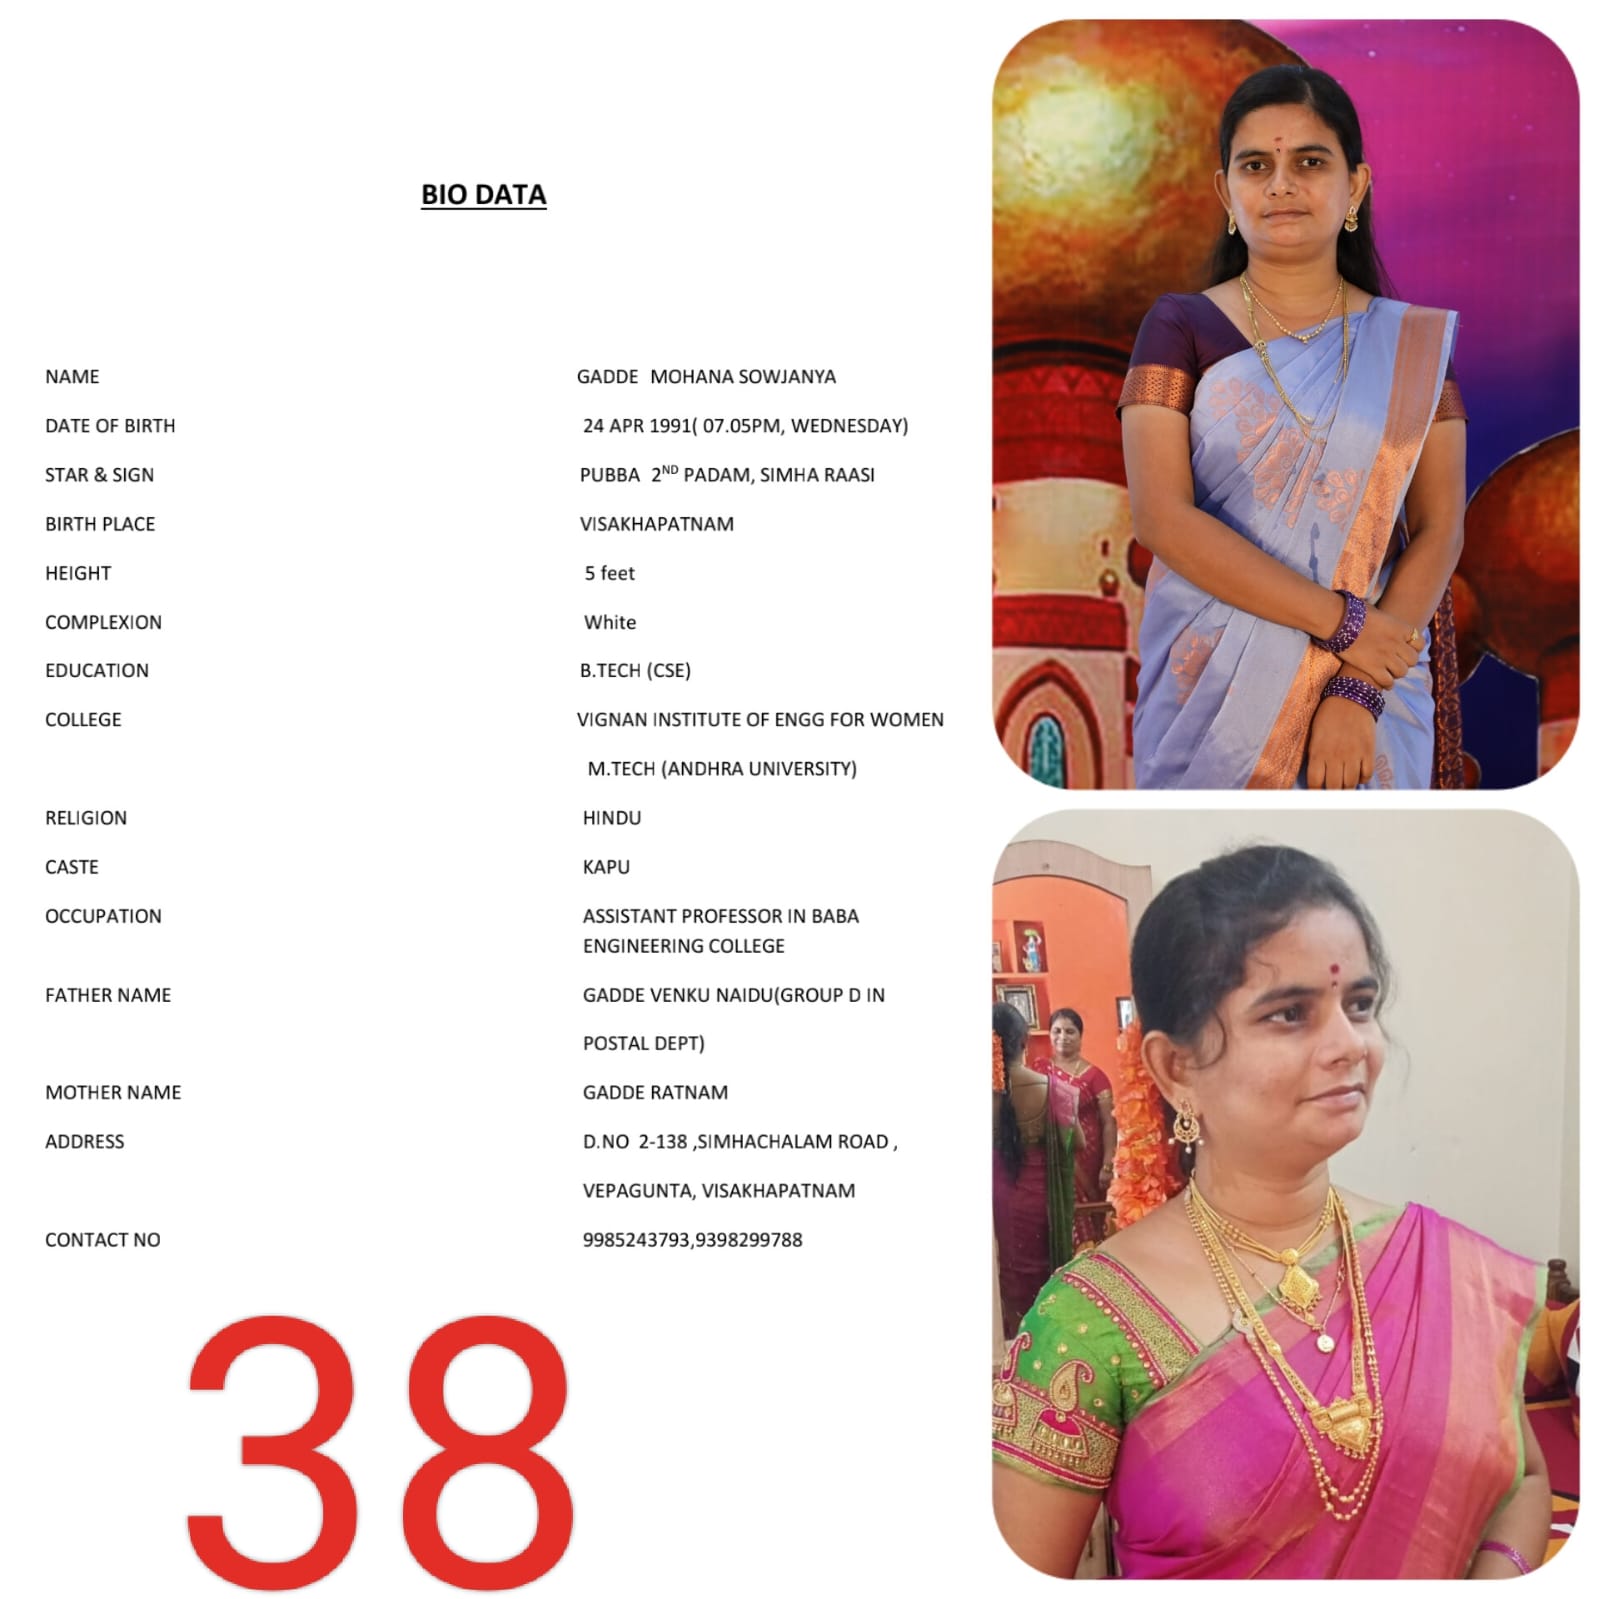 BIO DATA
NAME GADDE MOHANA SOWJANYA
DATE OF BIRTH 24 APR 1991( 07.05PM, WEDNESDAY)
STAR & SIGN PUBBA 2ND PADAM, SIMHA RAASI
BIRTH PLACE VISAKHAPATNAM
HEIGHT 5 feet
COMPLEXION White
EDUCATION B.TECH (CSE)
COLLEGE VIGNAN INSTITUTE OF ENGG FOR WOMEN
M.TECH (ANDHRA UNIVERSITY)
RELIGION HINDU
CASTE KAPU
OCCUPATION ASSISTANT PROFESSOR IN BABA
ENGINEERING COLLEGE
FATHER NAME GADDE VENKU NAIDU(GROUP D IN
POSTAL DEPT)
MOTHER NAME GADDE RATNAM
ADDRESS D.NO 2-138 ,SIMHACHALAM ROAD ,
VEPAGUNTA, VISAKHAPATNAM
CONTACT NO 9985243793,9398299788
38